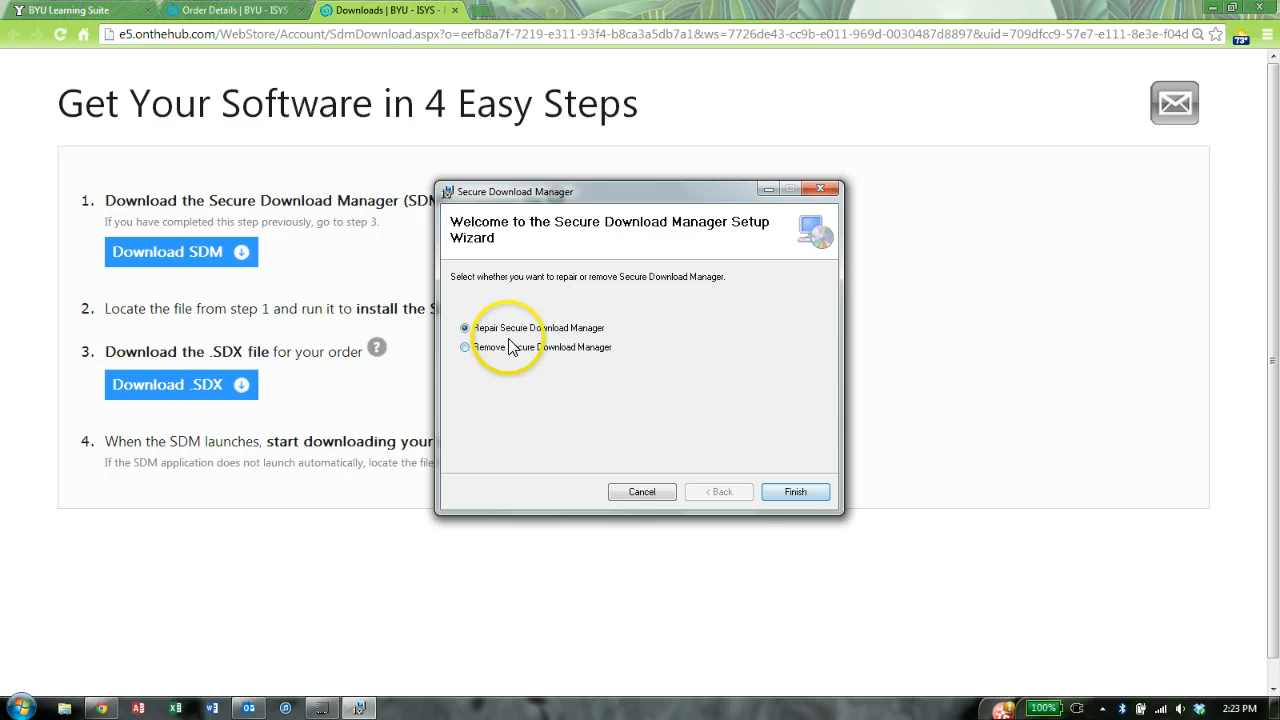 BYU Learning Suite
Order Details | BYU - ISYS
Downloads | BYU - ISYS -
e5.onthehub.com/WebStore/Account/SdmDownload.aspx?o=eefb8a7f-7219-e311-93f4-b8ca3a5db7a1&ws=7726de43-cc9b-e011-969d-0030487d8897&uid=709dfcc9-57e7-e111-8e3e-f04d
73°
Get Your Software in 4 Easy Steps
1. Download the Secure Download Manager (SDM
If you have completed this step previously, go to step 3.
Download SDM
2. Locate the file from step 1 and run it to install the S
3. Download the .SDX file for your order ?
Download .SDX
4. When the SDM launches, start downloading your
If the SDM application does not launch automatically, locate the file
Secure Download Manager
Welcome to the Secure Download Manager Setup
Wizard
Select whether you want to repair or remove Secure Download Manager.
Repair Secure Download Manager
Remove Secure Download Manager
Cancel
< Back
Finish
100%
2:23 PM